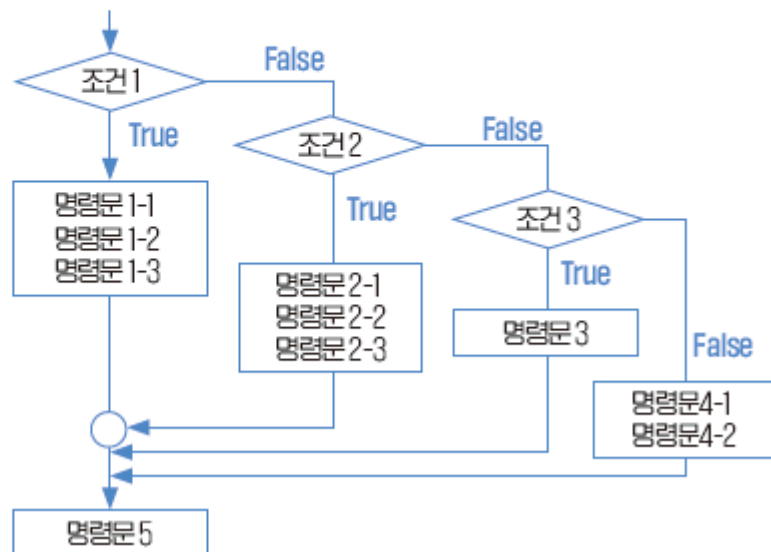 조건 1
False
True
조건 2
False
True
조건 3
True
False
명령문 1-1
명령문 1-2
명령문 1-3
명령문 2-1
명령문 2-2
명령문 2-3
명령문 3
명령문4-1
명령문4-2
명령문 5